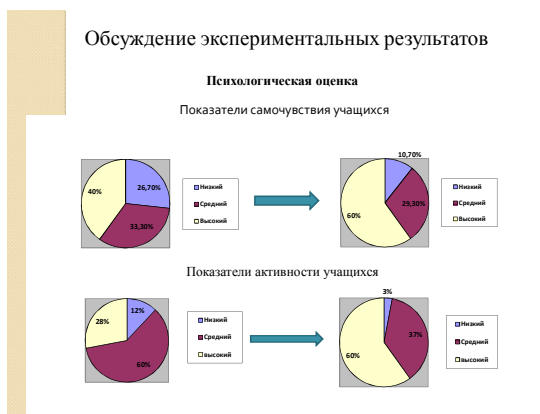 Обсуждение экспериментальных результатов
Психологическая оценка
Показатели самочувствия учащихся
40%
26,70%
33,30%
Низкий
Средний
Высокий
10,70%
29,30%
60%
Низкий
Средний
Высокий
Показатели активности учащихся
28%
12%
60%
Низкий
Средний
высокий
3%
37%
60%
Низкий
Средний
Высокий